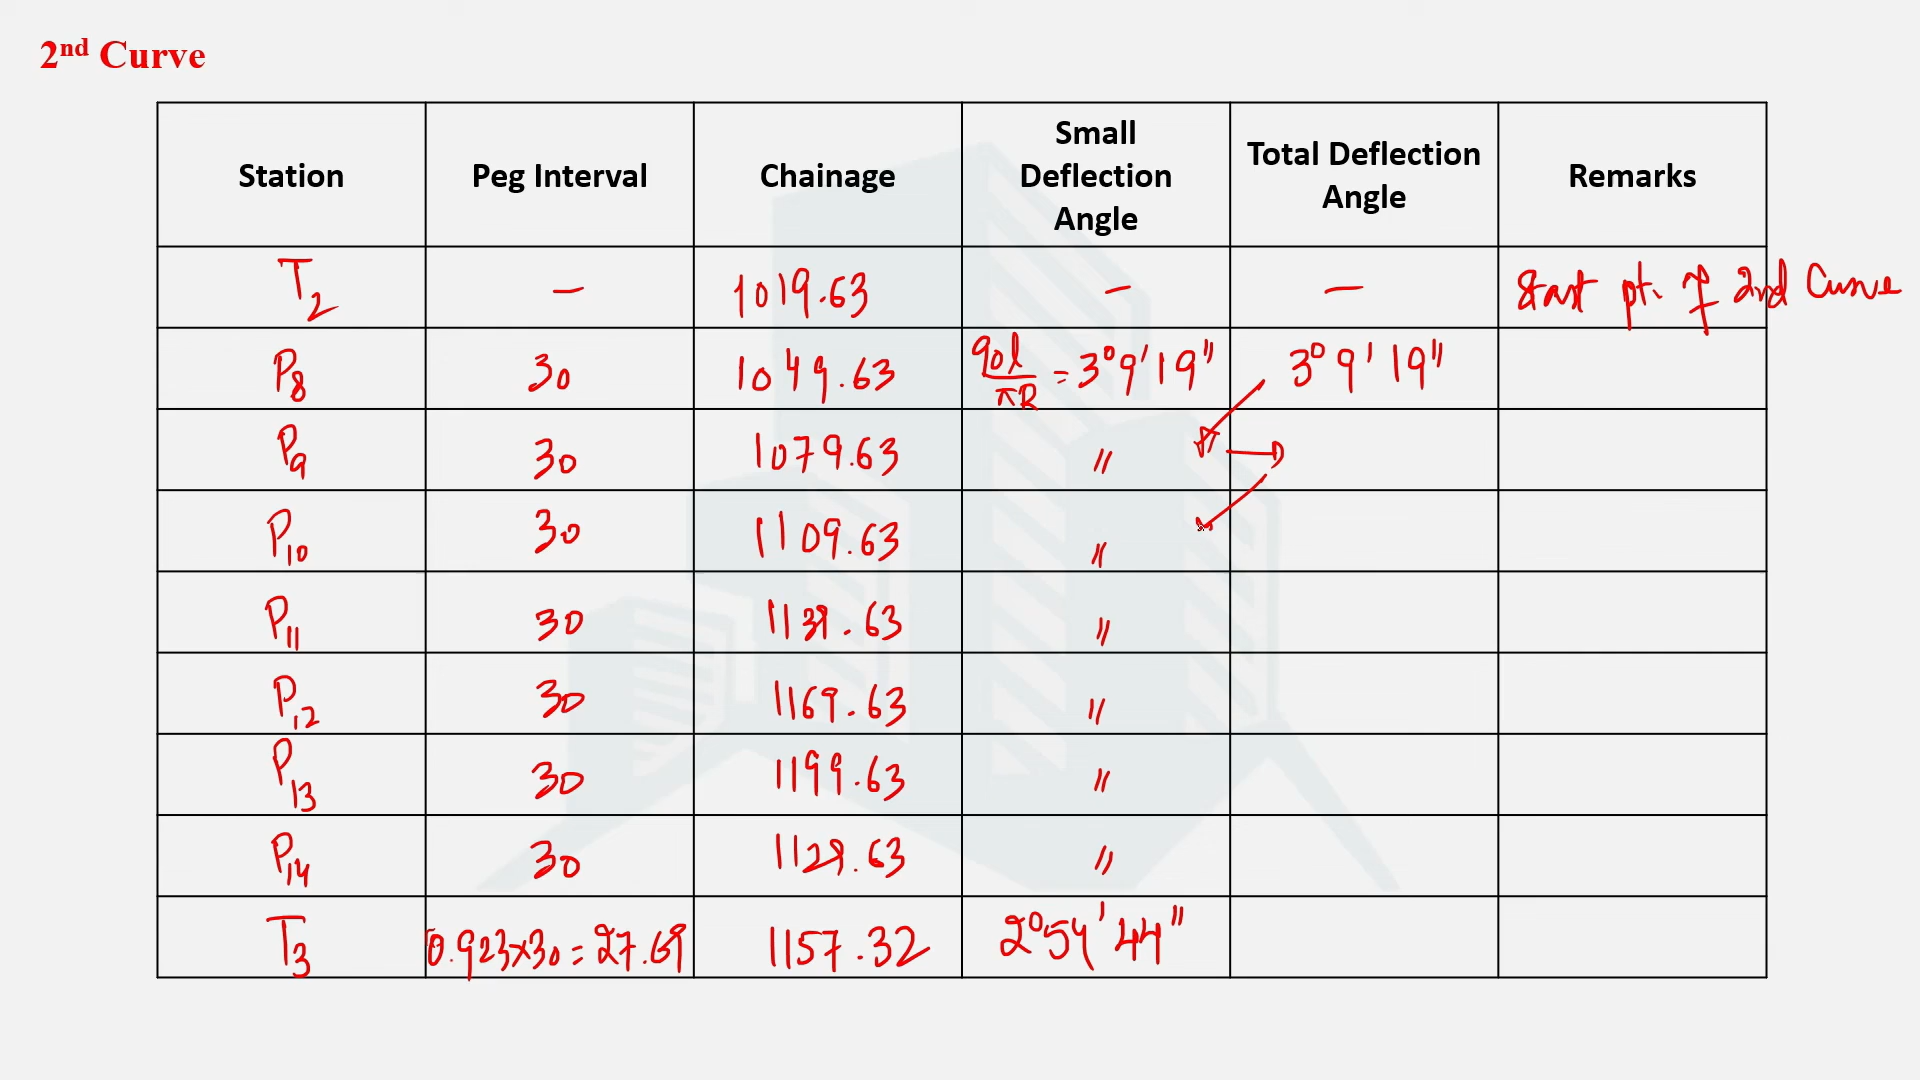 2nd Curve
Station Peg Interval Chainage Small Deflection Angle Total Deflection Angle Remarks
T2 — 1019.63 — — Start pt. of 2nd Curve
P8 30 1049.63 90l/πR = 3°9'19" 3°9'19"
P9 30 1079.63 "
P10 30 1109.63 "
P11 30 1139.63 "
P12 30 1169.63 "
P13 30 1199.63 "
P14 30 1129.63 "
T3 0.923×30 = 27.69 1157.32 2°54'44"